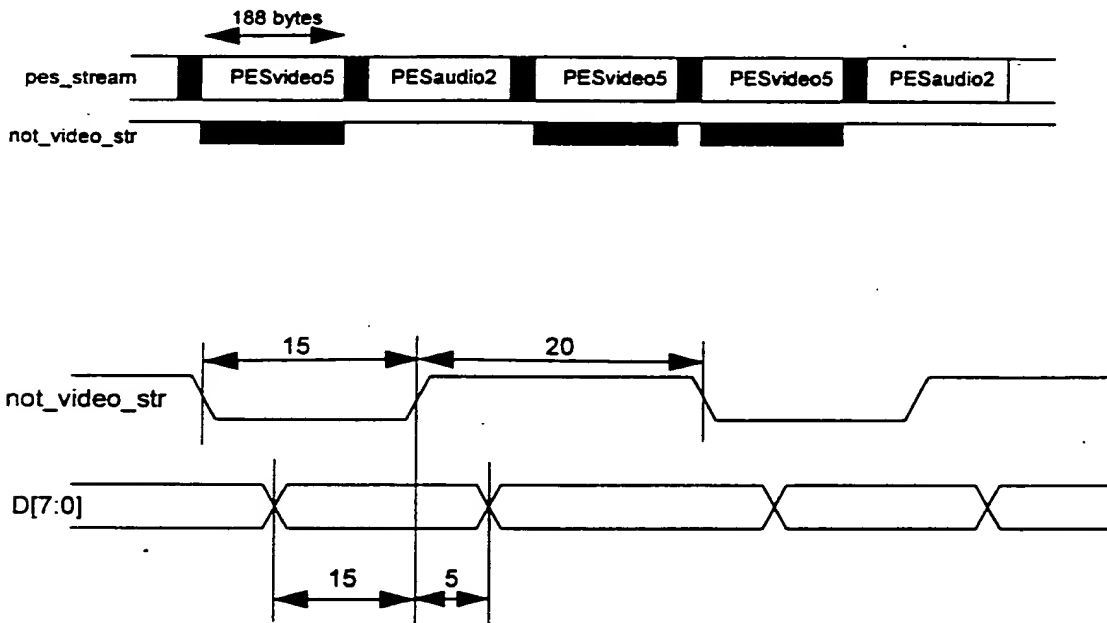 188 bytes
pes_stream PESvideo5 PESaudio2 PESvideo5 PESvideo5 PESaudio2
not_video_str
15 20
not_video_str
D[7:0]
15 5